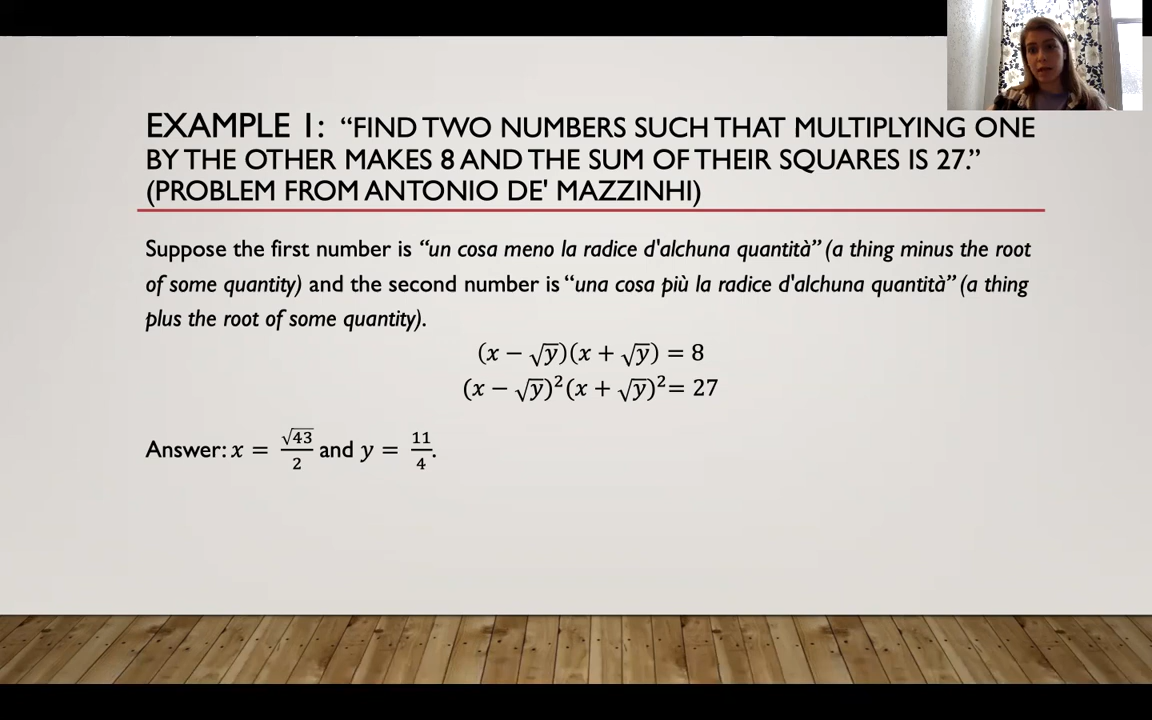 EXAMPLE 1: “FIND TWO NUMBERS SUCH THAT MULTIPLYING ONE
BY THE OTHER MAKES 8 AND THE SUM OF THEIR SQUARES IS 27.”
(PROBLEM FROM ANTONIO DE' MAZZINHI)
Suppose the first number is “un cosa meno la radice d'alchuna quantità” (a thing minus the root
of some quantity) and the second number is “una cosa più la radice d'alchuna quantità” (a thing
plus the root of some quantity).
(x − √y)(x + √y) = 8
(x − √y)²(x + √y)²= 27
Answer: x = √43/2 and y = 11/4.